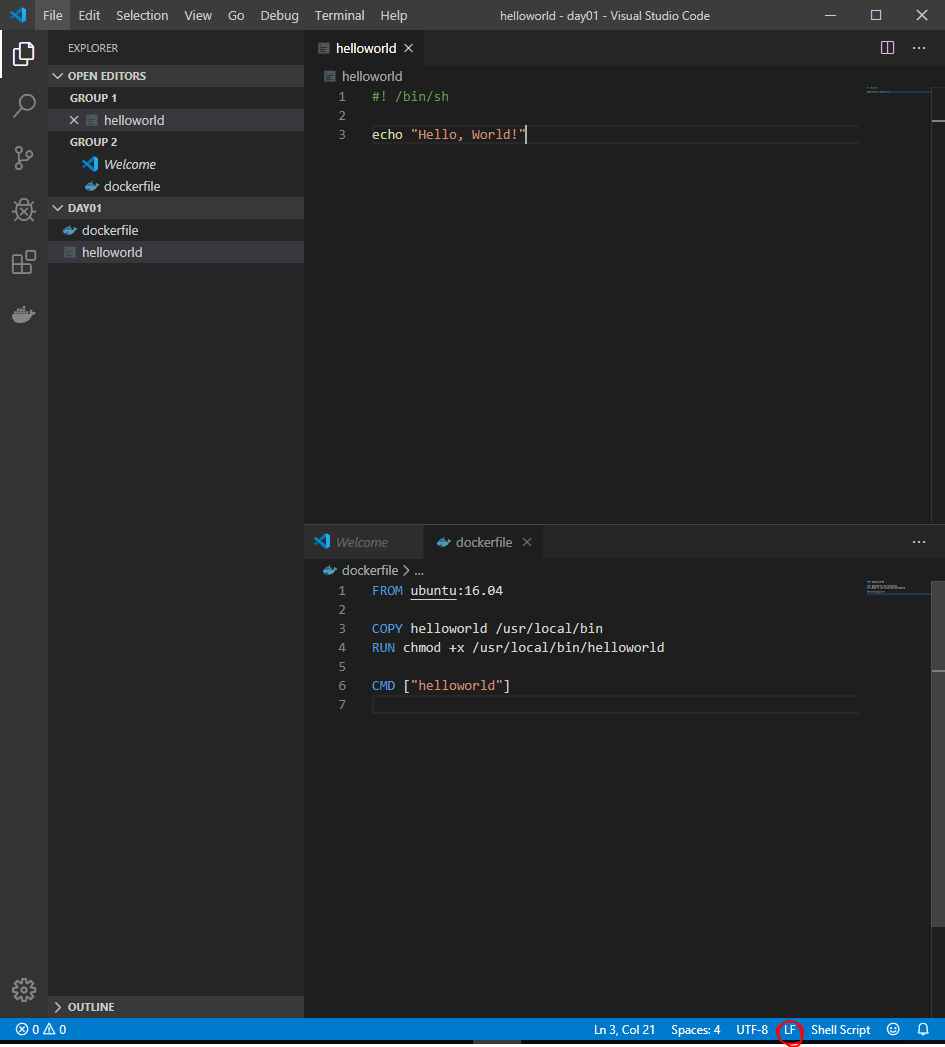 File Edit Selection View Go Debug Terminal Help helloworld - day01 - Visual Studio Code
EXPLORER
OPEN EDITORS
GROUP 1
helloworld
GROUP 2
Welcome
dockerfile
DAY01
dockerfile
helloworld
OUTLINE
helloworld
helloworld
1 #! /bin/sh
2
3 echo "Hello, World!"
Welcome dockerfile
dockerfile > ...
1 FROM ubuntu:16.04
2
3 COPY helloworld /usr/local/bin
4 RUN chmod +x /usr/local/bin/helloworld
5
6 CMD ["helloworld"]
7
0 0 Ln 3, Col 21 Spaces: 4 UTF-8 LF Shell Script